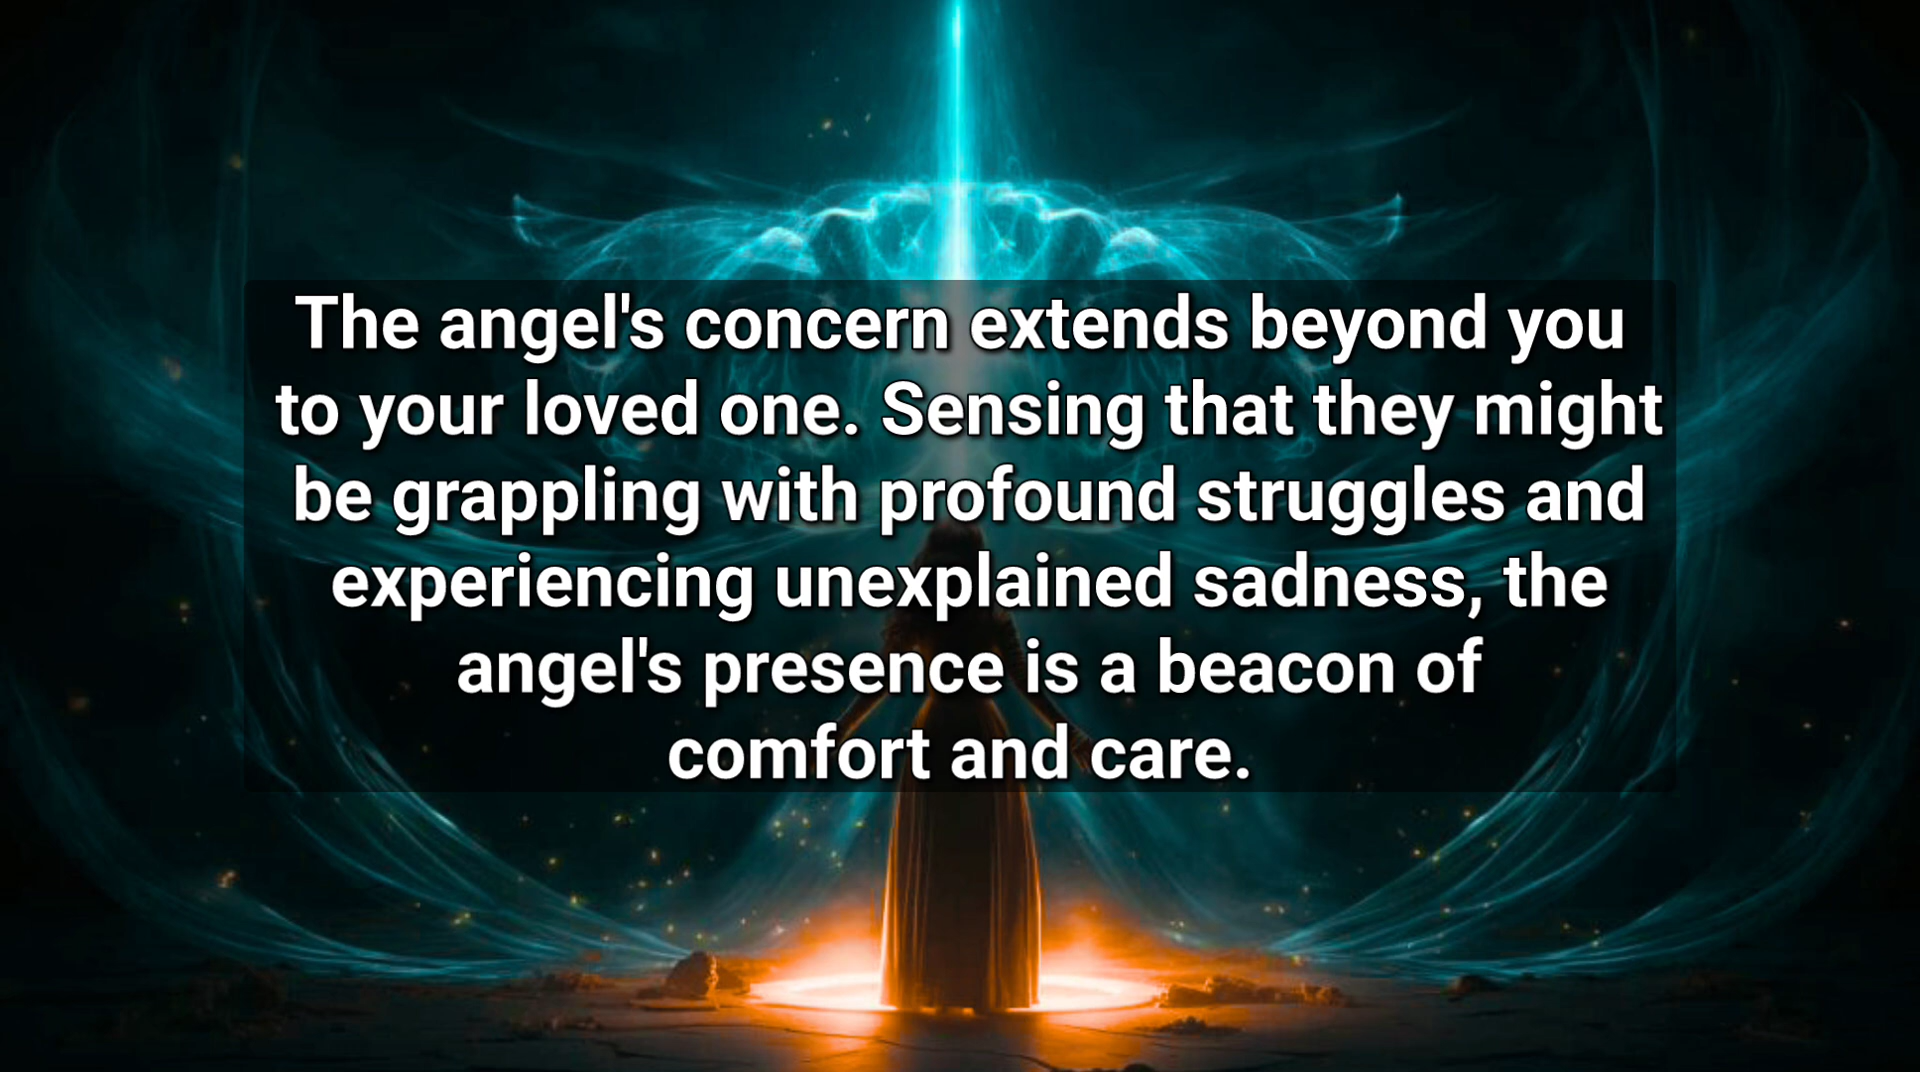 The angel's concern extends beyond you
to your loved one. Sensing that they might
be grappling with profound struggles and
experiencing unexplained sadness, the
angel's presence is a beacon of
comfort and care.